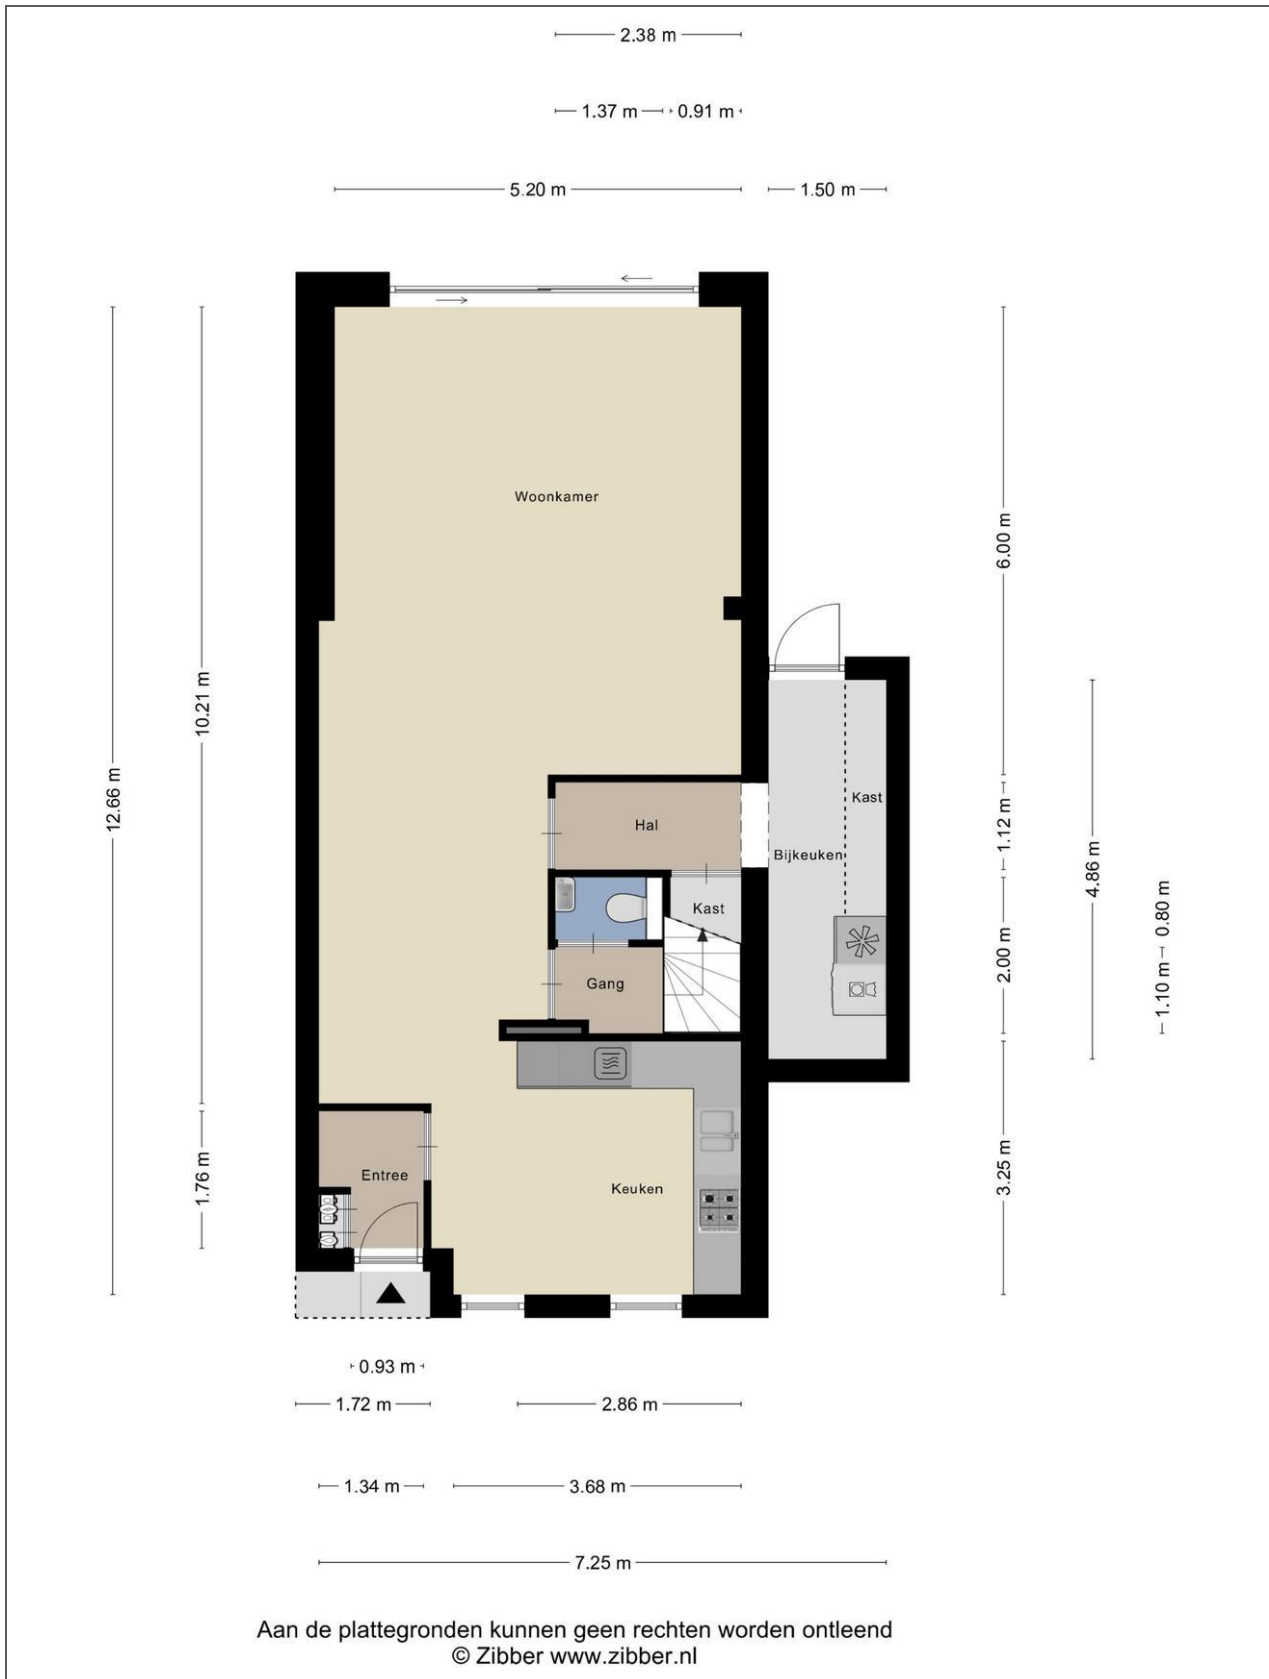 2.38 m
1.37 m
0.91 m
5.20 m
1.50 m
Woonkamer
6.00 m
10.21 m
12.66 m
Kast
Hal
1.12 m
Bijkeuken
4.86 m
Kast
0.80 m
2.00 m
Gang
1.10 m
Entree
1.76 m
Keuken
3.25 m
0.93 m
1.72 m
2.86 m
1.34 m
3.68 m
7.25 m
Aan de plattegronden kunnen geen rechten worden ontleend
© Zibber www.zibber.nl